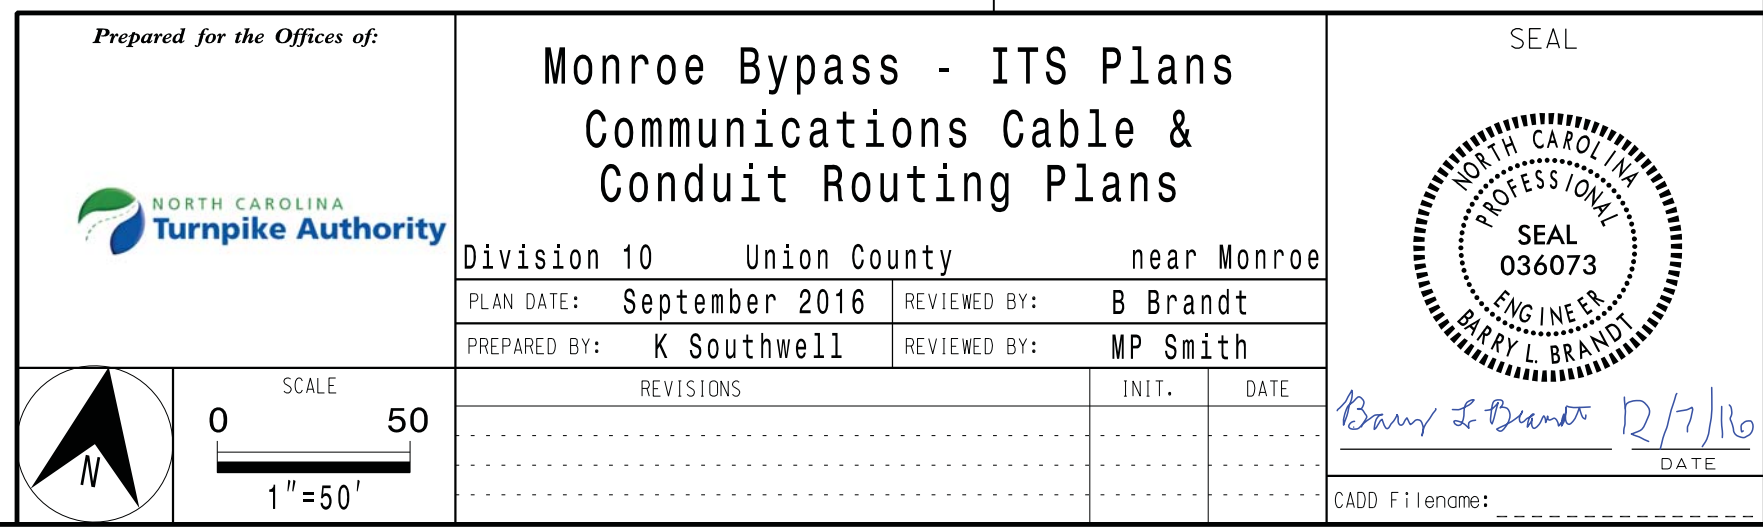 Prepared for the Offices of:
NORTH CAROLINA
Turnpike Authority
Monroe Bypass - ITS Plans
Communications Cable &
Conduit Routing Plans
Division 10 Union County near Monroe
PLAN DATE: September 2016 REVIEWED BY: B Brandt
PREPARED BY: K Southwell REVIEWED BY: MP Smith
N
SCALE
0 50
1"=50'
REVISIONS INIT. DATE
SEAL
NORTH CAROLINA
PROFESSIONAL
SEAL
036073
ENGINEER
BARRY L. BRANDT
Barry L Brandt 12/7/16
DATE
CADD Filename: